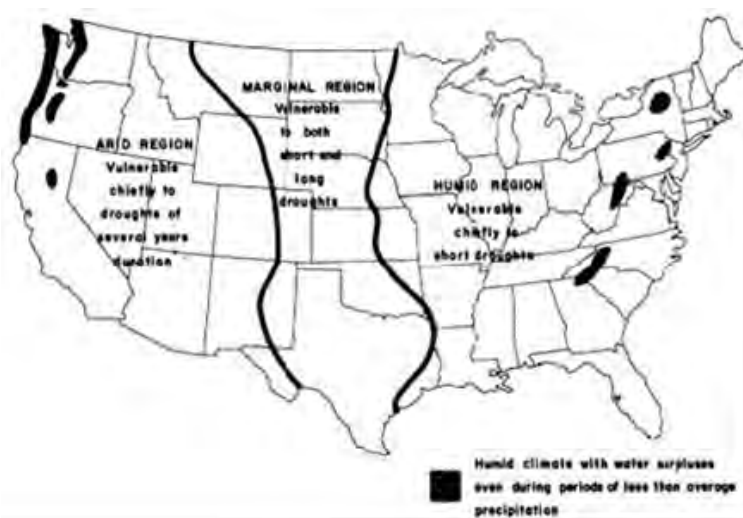 MARGINAL REGION
Vulnerable
to both
short and
long
droughts
ARID REGION
Vulnerable
chiefly to
droughts of
several years
duration
HUMID REGION
Vulnerable
chiefly to
short droughts
Humid climate with water surpluses
even during periods of less than average
precipitation